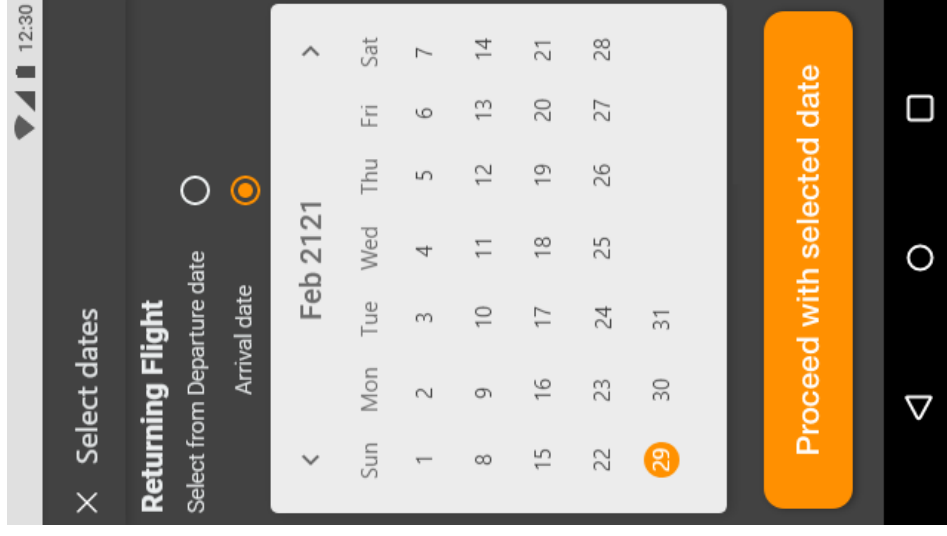 12:30
Select dates
Returning Flight
Select from Departure date
Arrival date
Feb 2121
Sun Mon Tue Wed Thu Fri Sat
1 2 3 4 5 6 7
8 9 10 11 12 13 14
15 16 17 18 19 20 21
22 23 24 25 26 27 28
29 30 31
Proceed with selected date